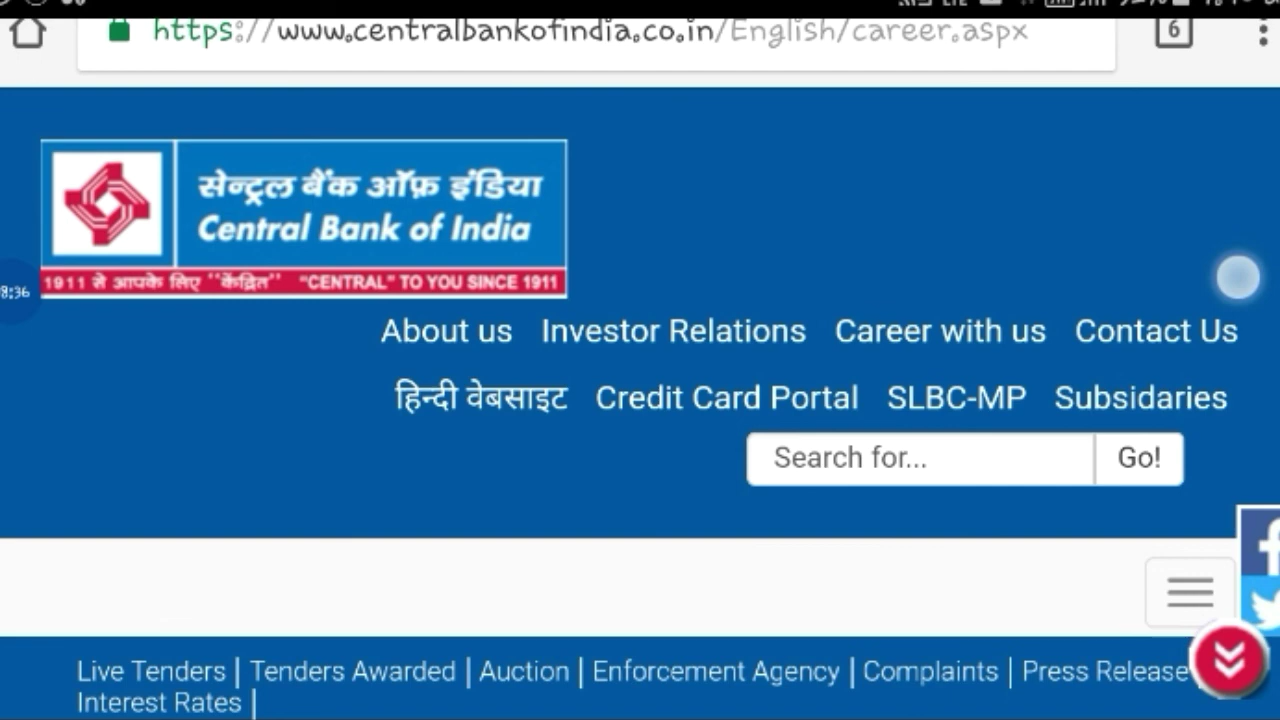 https://www.centralbankofindia.co.in/English/career.aspx
6
सेन्ट्रल बैंक ऑफ़ इंडिया
Central Bank of India
1911 से आपके लिए "केंद्रित" "CENTRAL" TO YOU SINCE 1911
8:36
About us Investor Relations Career with us Contact Us
हिन्दी वेबसाइट Credit Card Portal SLBC-MP Subsidaries
Search for... Go!
Live Tenders | Tenders Awarded | Auction | Enforcement Agency | Complaints | Press Release
Interest Rates |